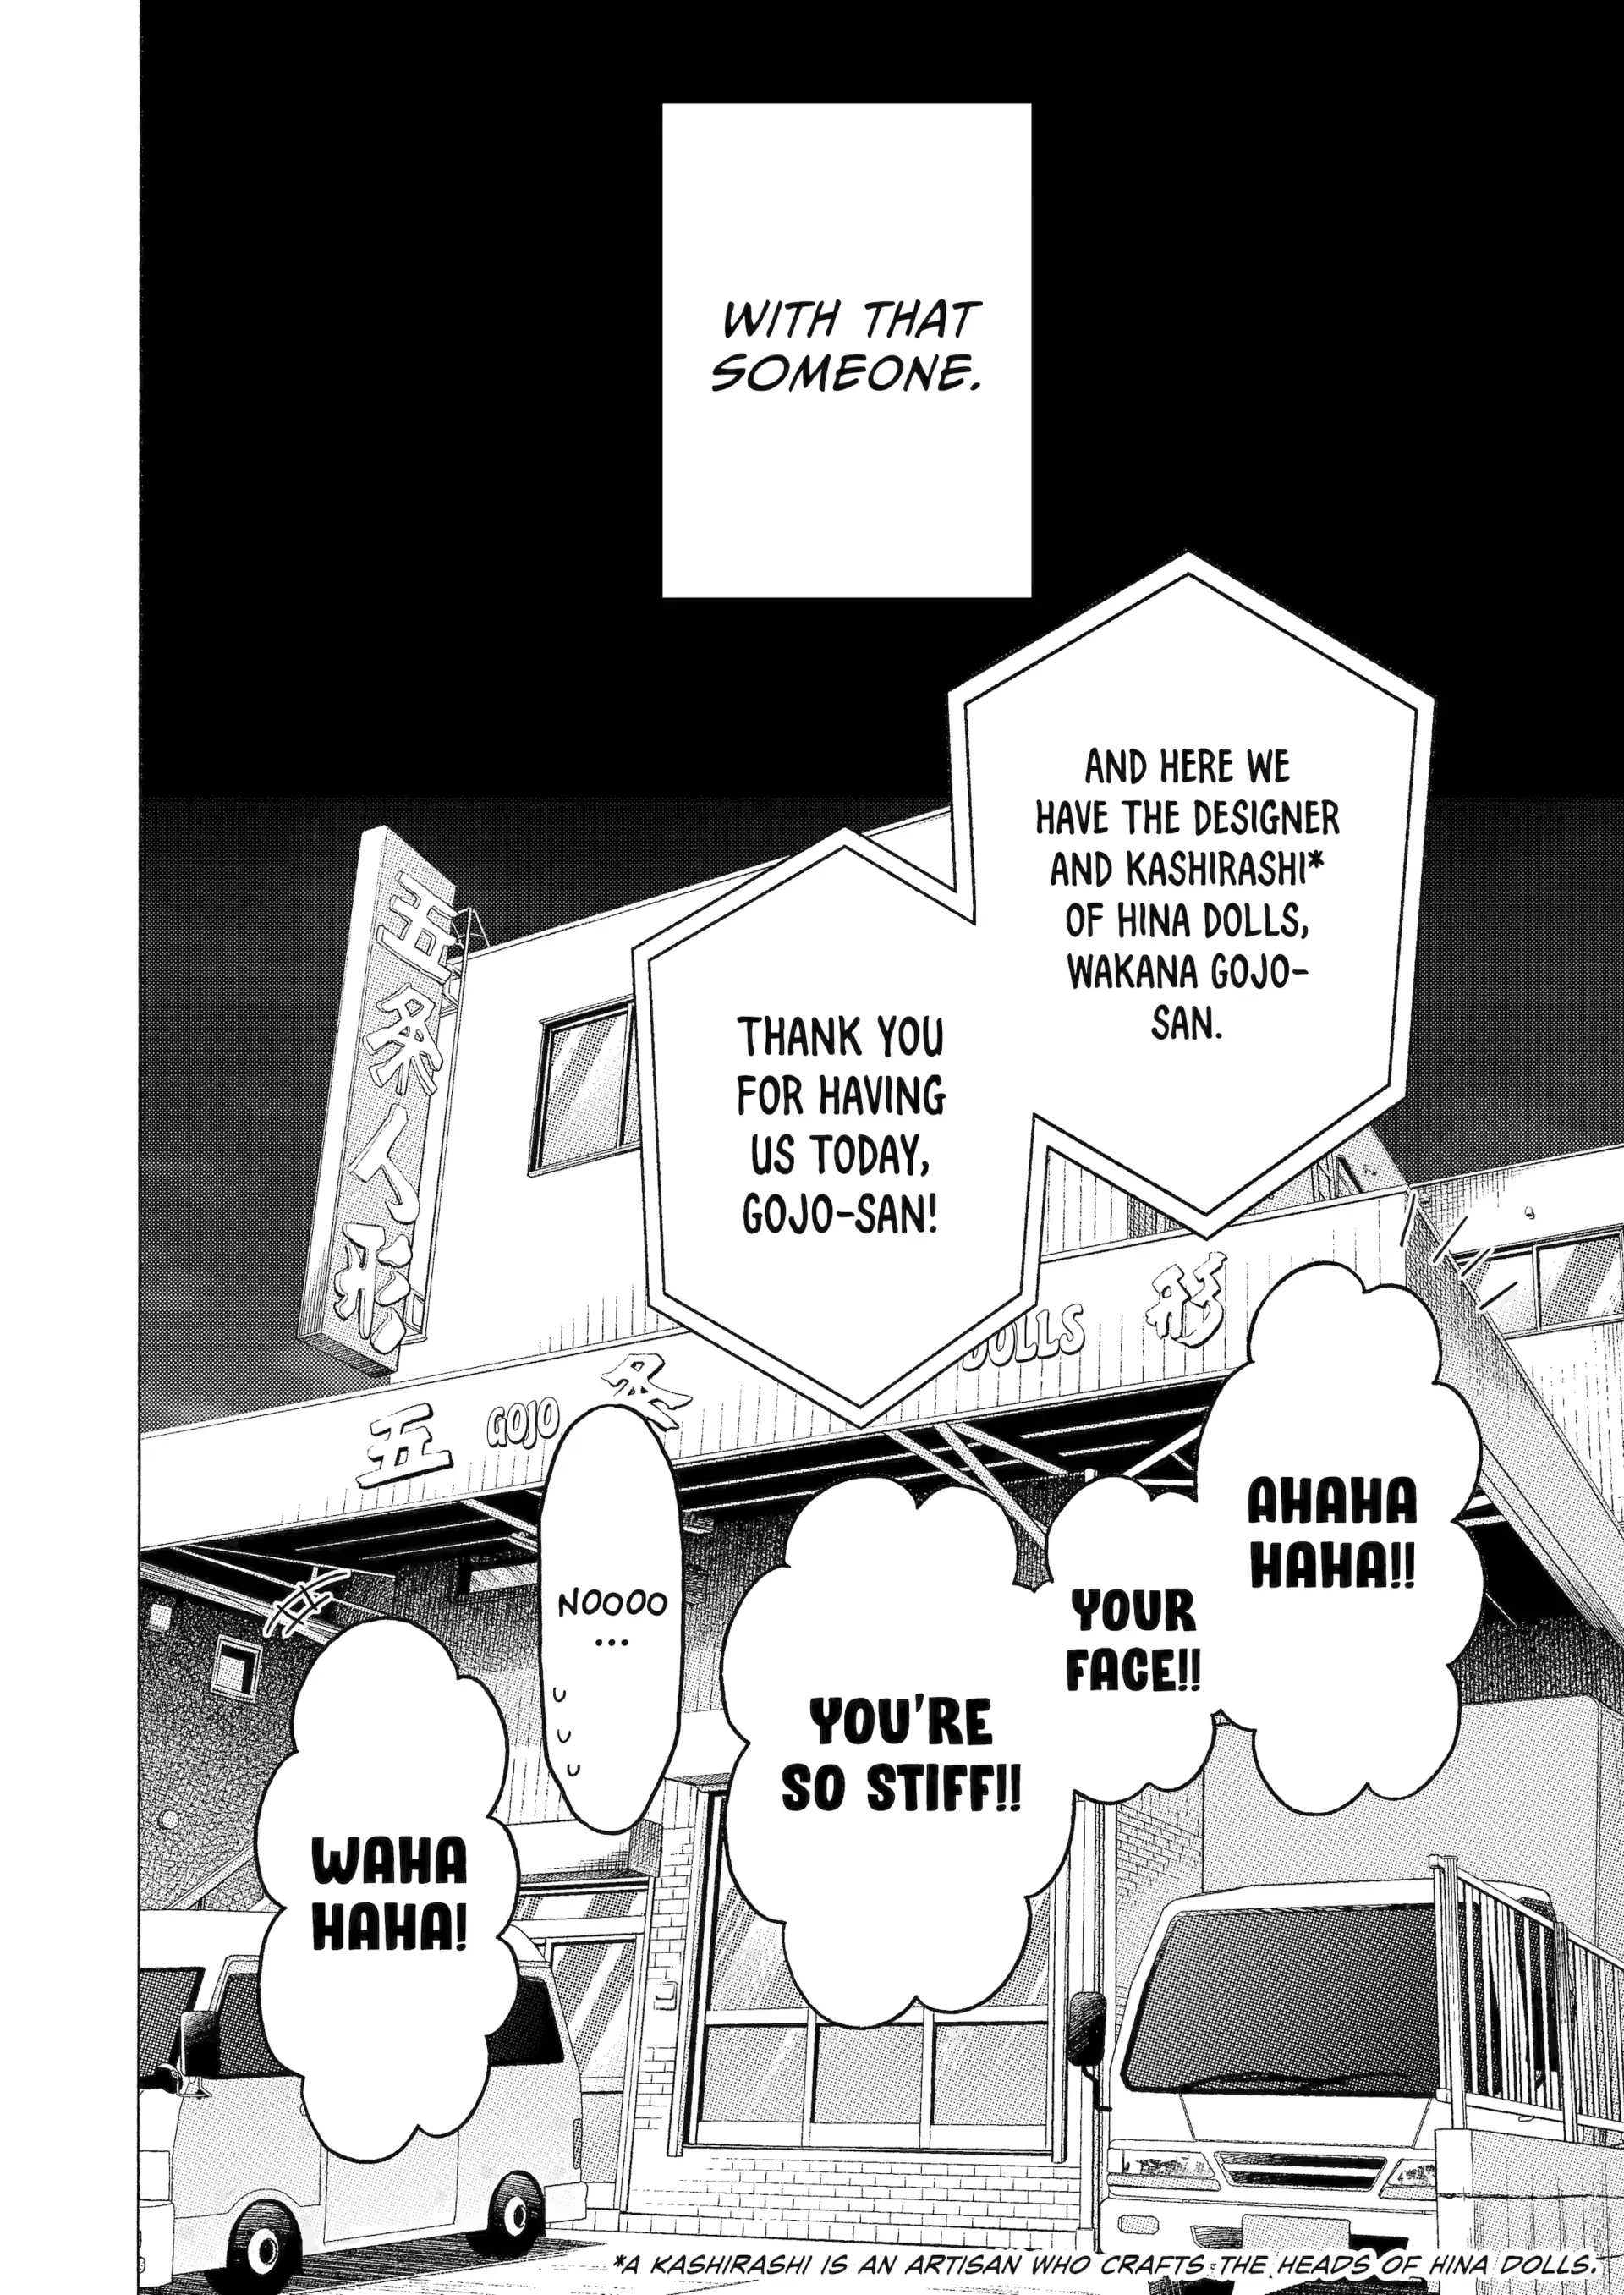 WITH THAT
SOMEONE.
AND HERE WE
HAVE THE DESIGNER
AND KASHIRASHI*
OF HINA DOLLS,
WAKANA GOJO-
SAN.
THANK YOU
FOR HAVING
US TODAY,
GOJO-SAN!
五条人形
五 GOJO 条 DOLLS 形
AHAHA
HAHA!!
YOUR
FACE!!
YOU'RE
SO STIFF!!
NOOOO
...
WAHA
HAHA!
*A KASHIRASHI IS AN ARTISAN WHO CRAFTS THE HEADS OF HINA DOLLS.